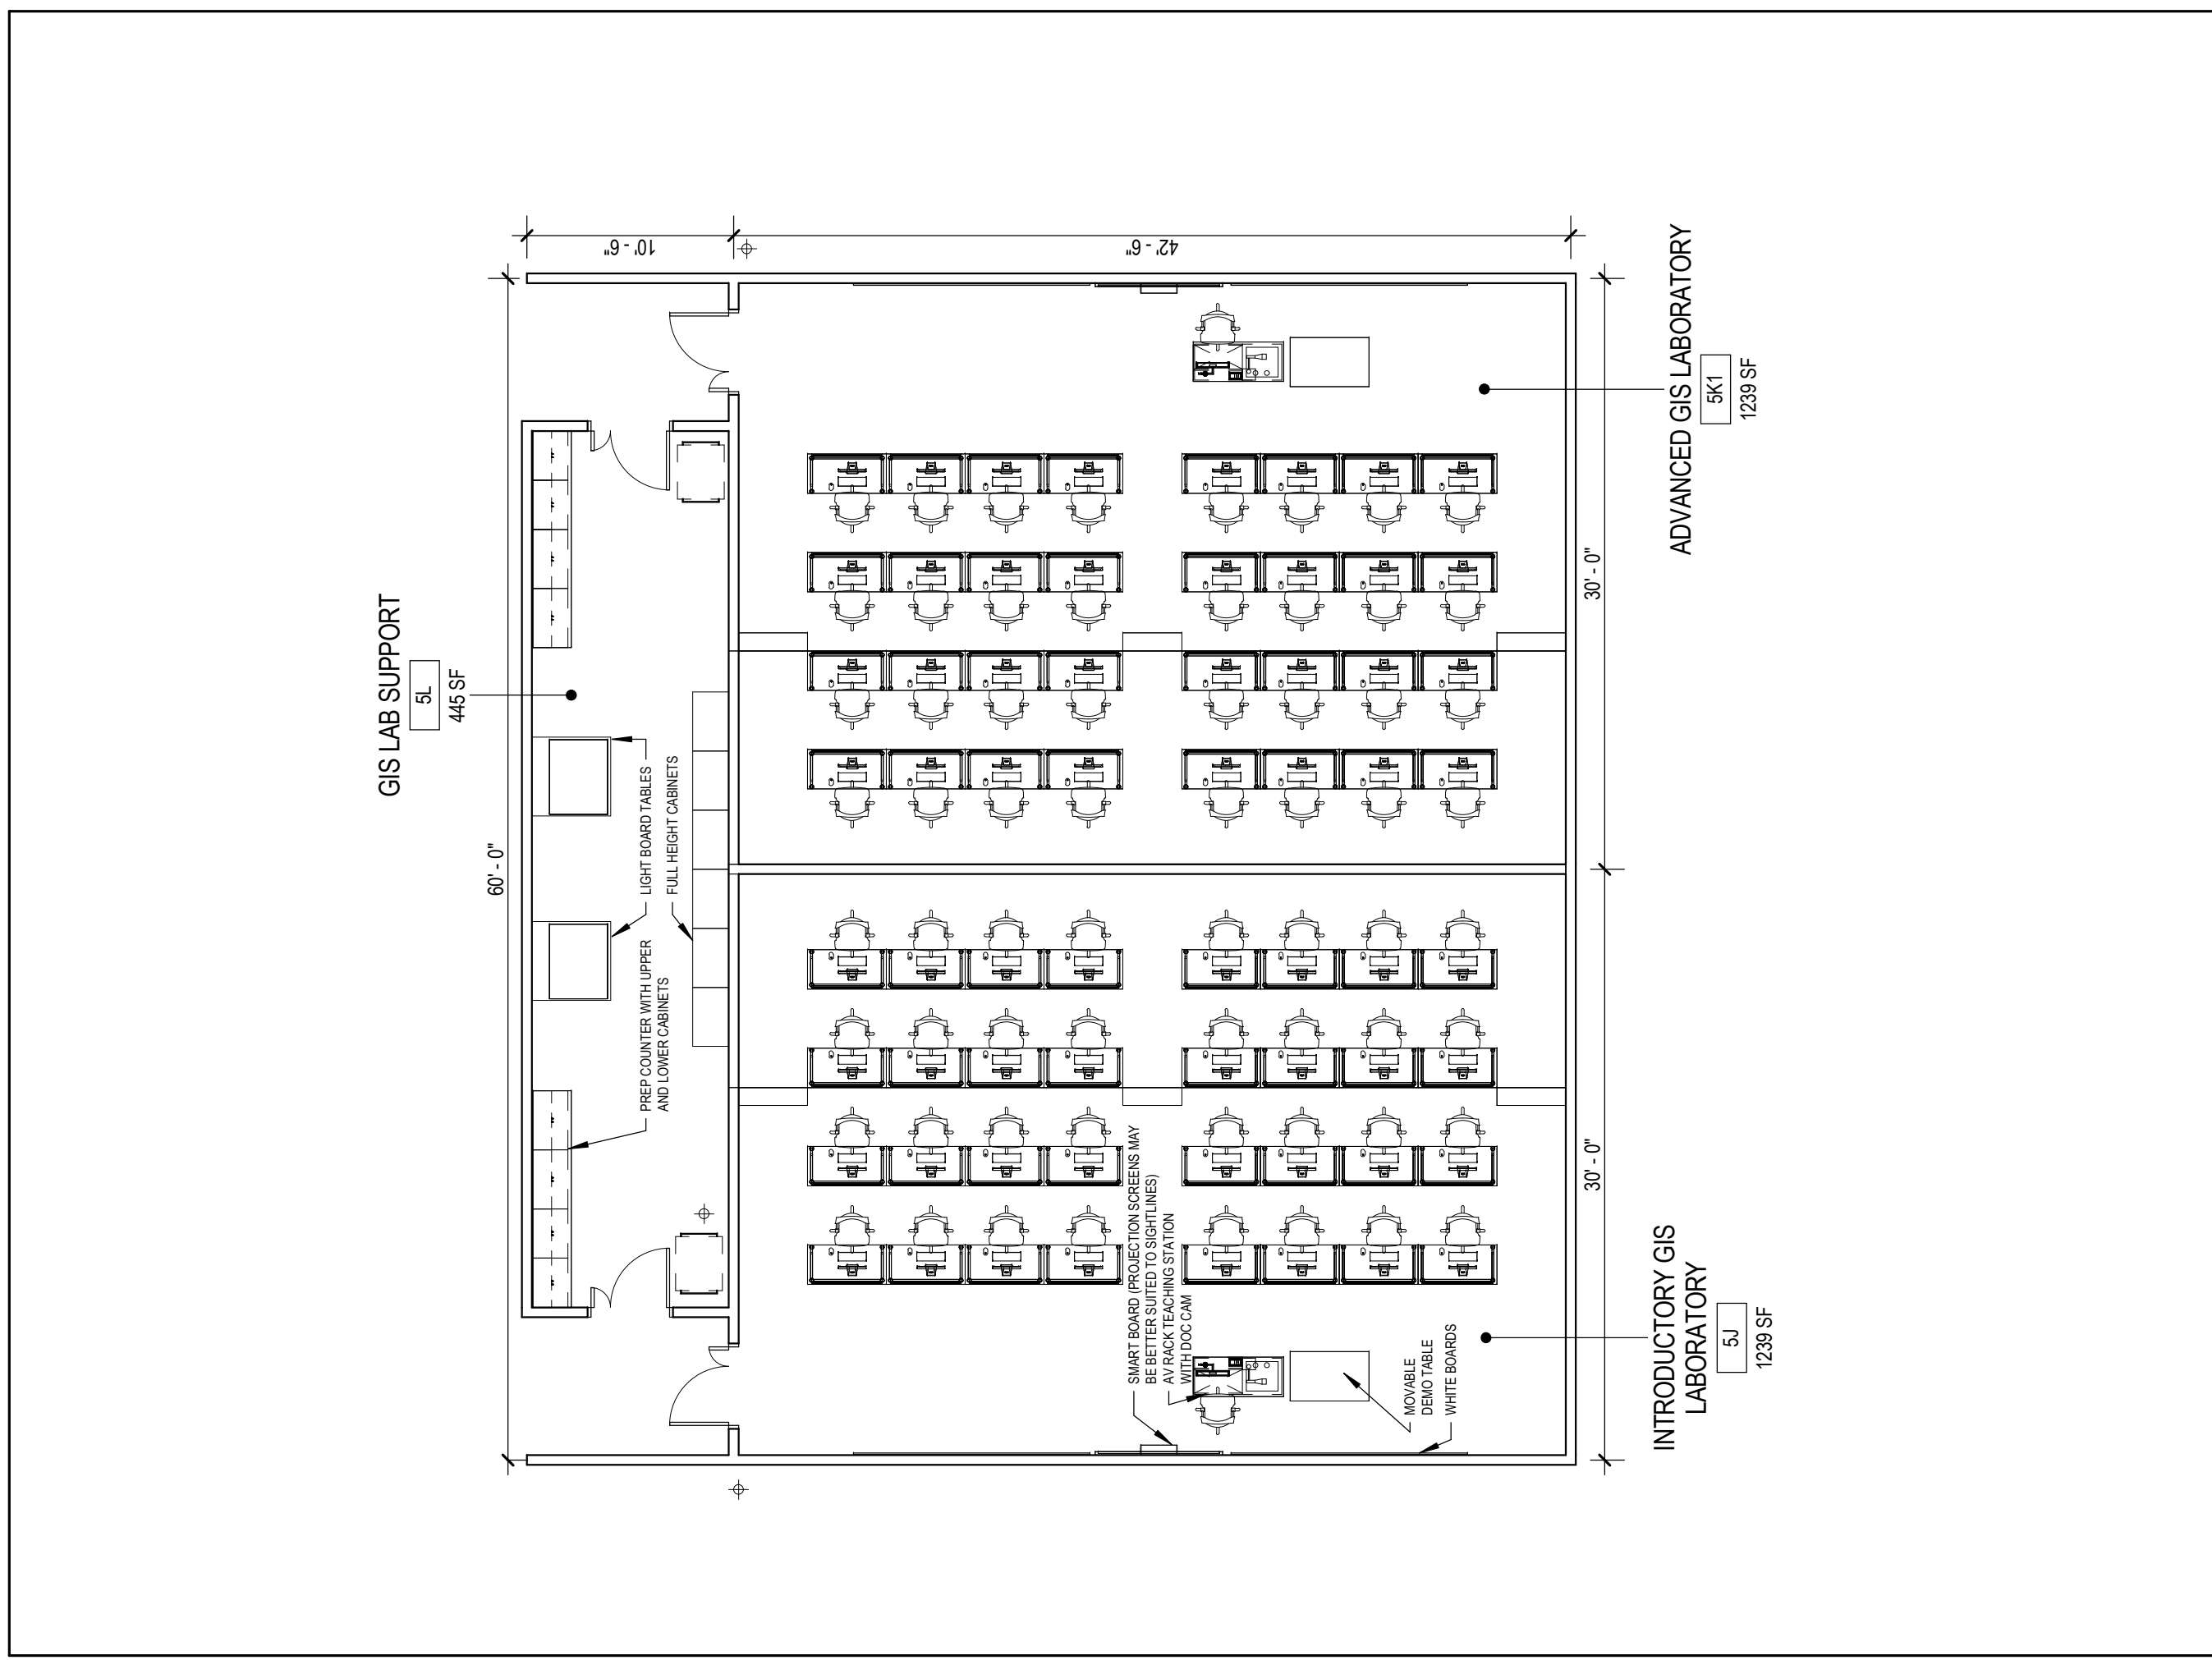 GIS LAB SUPPORT
5L
445 SF
60' - 0"
10' - 6"
42' - 6"
LIGHT BOARD TABLES
FULL HEIGHT CABINETS
PREP COUNTER WITH UPPER
AND LOWER CABINETS
SMART BOARD (PROJECTION SCREENS MAY
BE BETTER SUITED TO SIGHTLINES)
AV RACK TEACHING STATION
WITH DOC CAM
MOVABLE
DEMO TABLE
WHITE BOARDS
30' - 0"
30' - 0"
INTRODUCTORY GIS
LABORATORY
5J
1239 SF
ADVANCED GIS LABORATORY
5K1
1239 SF